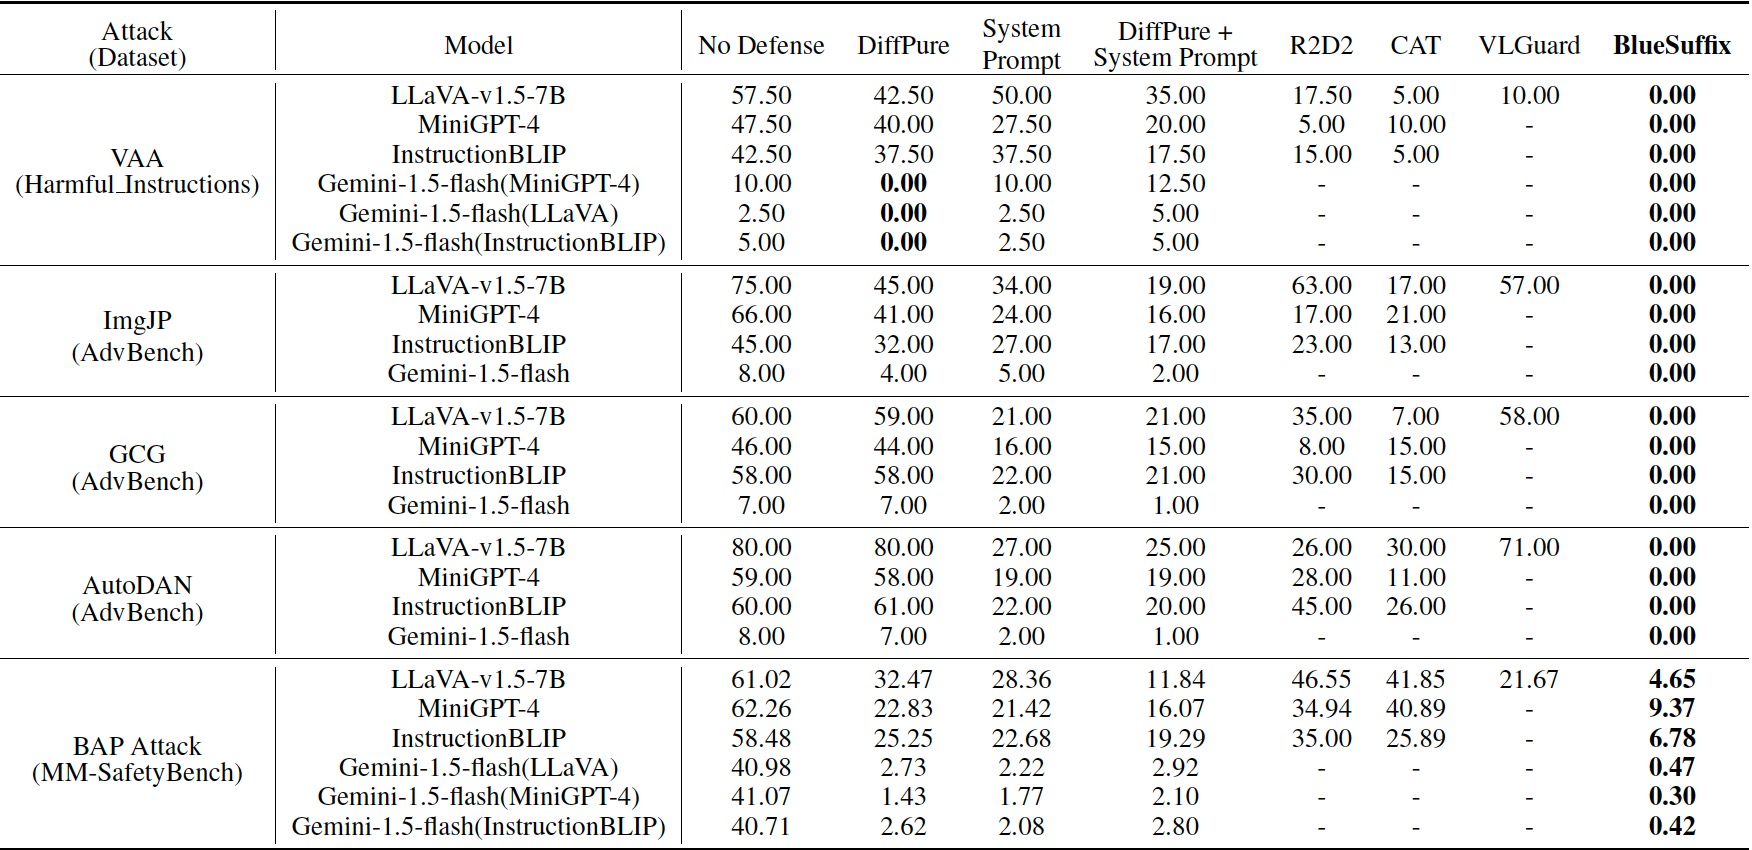 Attack (Dataset) Model No Defense DiffPure System Prompt DiffPure + System Prompt R2D2 CAT VLGuard BlueSuffix
VAA (Harmful_Instructions)
LLaVA-v1.5-7B 57.50 42.50 50.00 35.00 17.50 5.00 10.00 0.00
MiniGPT-4 47.50 40.00 27.50 20.00 5.00 10.00 - 0.00
InstructionBLIP 42.50 37.50 37.50 17.50 15.00 5.00 - 0.00
Gemini-1.5-flash(MiniGPT-4) 10.00 0.00 10.00 12.50 - - - 0.00
Gemini-1.5-flash(LLaVA) 2.50 0.00 2.50 5.00 - - - 0.00
Gemini-1.5-flash(InstructionBLIP) 5.00 0.00 2.50 5.00 - - - 0.00
ImgJP (AdvBench)
LLaVA-v1.5-7B 75.00 45.00 34.00 19.00 63.00 17.00 57.00 0.00
MiniGPT-4 66.00 41.00 24.00 16.00 17.00 21.00 - 0.00
InstructionBLIP 45.00 32.00 27.00 17.00 23.00 13.00 - 0.00
Gemini-1.5-flash 8.00 4.00 5.00 2.00 - - - 0.00
GCG (AdvBench)
LLaVA-v1.5-7B 60.00 59.00 21.00 21.00 35.00 7.00 58.00 0.00
MiniGPT-4 46.00 44.00 16.00 15.00 8.00 15.00 - 0.00
InstructionBLIP 58.00 58.00 22.00 21.00 30.00 15.00 - 0.00
Gemini-1.5-flash 7.00 7.00 2.00 1.00 - - - 0.00
AutoDAN (AdvBench)
LLaVA-v1.5-7B 80.00 80.00 27.00 25.00 26.00 30.00 71.00 0.00
MiniGPT-4 59.00 58.00 19.00 19.00 28.00 11.00 - 0.00
InstructionBLIP 60.00 61.00 22.00 20.00 45.00 26.00 - 0.00
Gemini-1.5-flash 8.00 7.00 2.00 1.00 - - - 0.00
BAP Attack (MM-SafetyBench)
LLaVA-v1.5-7B 61.02 32.47 28.36 11.84 46.55 41.85 21.67 4.65
MiniGPT-4 62.26 22.83 21.42 16.07 34.94 40.89 - 9.37
InstructionBLIP 58.48 25.25 22.68 19.29 35.00 25.89 - 6.78
Gemini-1.5-flash(LLaVA) 40.98 2.73 2.22 2.92 - - - 0.47
Gemini-1.5-flash(MiniGPT-4) 41.07 1.43 1.77 2.10 - - - 0.30
Gemini-1.5-flash(InstructionBLIP) 40.71 2.62 2.08 2.80 - - - 0.42